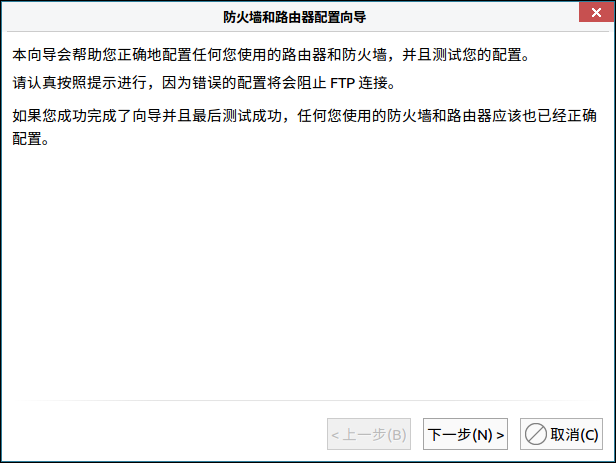 防火墙和路由器配置向导
本向导会帮助您正确地配置任何您使用的路由器和防火墙，并且测试您的配置。
请认真按照提示进行，因为错误的配置将会阻止 FTP 连接。
如果您成功完成了向导并且最后测试成功，任何您使用的防火墙和路由器应该也已经正确
配置。
< 上一步(B)
下一步(N) >
取消(C)